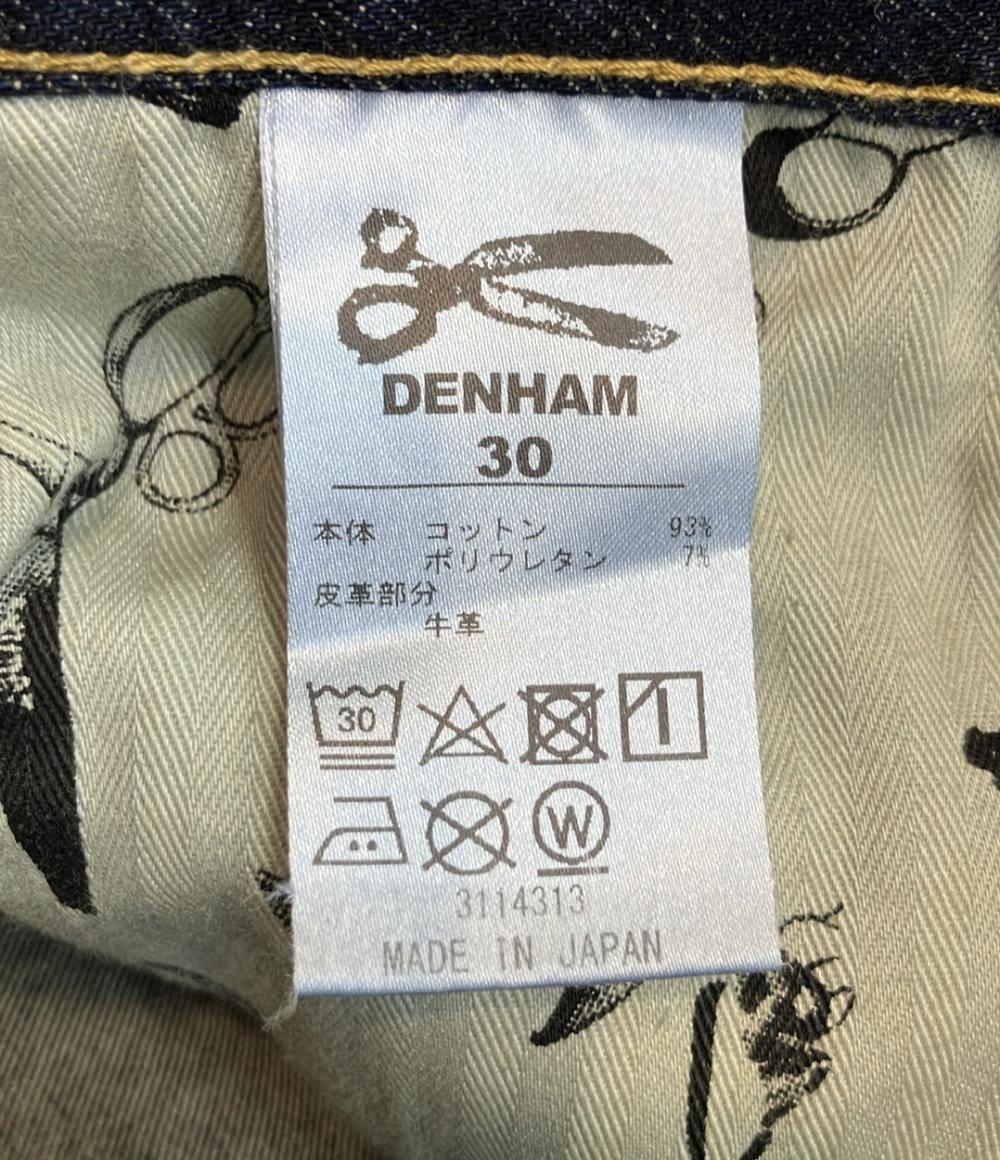 DENHAM
30
本体 コットン 93%
ポリウレタン 7%
皮革部分
牛革
30
W
3114313
MADE IN JAPAN